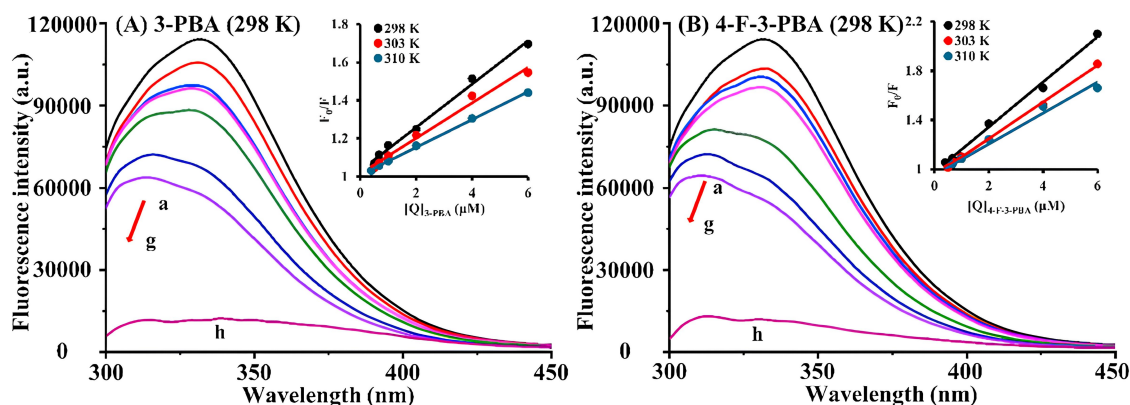 (A) 3-PBA (298 K)
Fluorescence intensity (a.u.)
120000
90000
60000
30000
0
300
350
400
450
Wavelength (nm)
a
g
h
298 K
303 K
310 K
F0/F
1.8
1.6
1.4
1.2
1
0
2
4
6
[Q]3-PBA (µM)
(B) 4-F-3-PBA (298 K)
Fluorescence intensity (a.u.)
120000
90000
60000
30000
0
300
350
400
450
Wavelength (nm)
a
g
h
298 K
303 K
310 K
F0/F
2.2
1.8
1.4
1
0
2
4
6
[Q]4-F-3-PBA (µM)